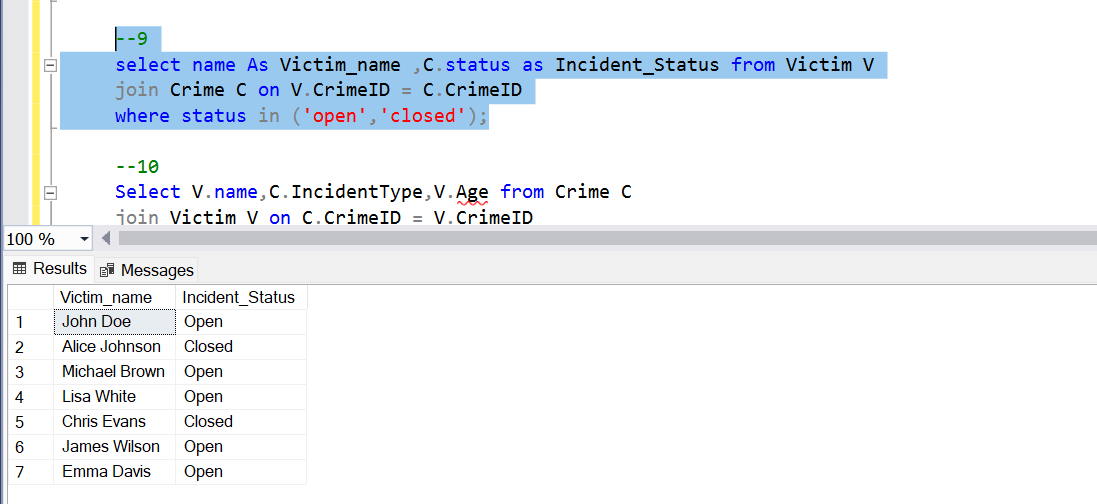 --9
select name As Victim_name ,C.status as Incident_Status from Victim V
join Crime C on V.CrimeID = C.CrimeID
where status in ('open','closed');
--10
Select V.name,C.IncidentType,V.Age from Crime C
join Victim V on C.CrimeID = V.CrimeID
100 %
Results Messages
Victim_name Incident_Status
1 John Doe Open
2 Alice Johnson Closed
3 Michael Brown Open
4 Lisa White Open
5 Chris Evans Closed
6 James Wilson Open
7 Emma Davis Open